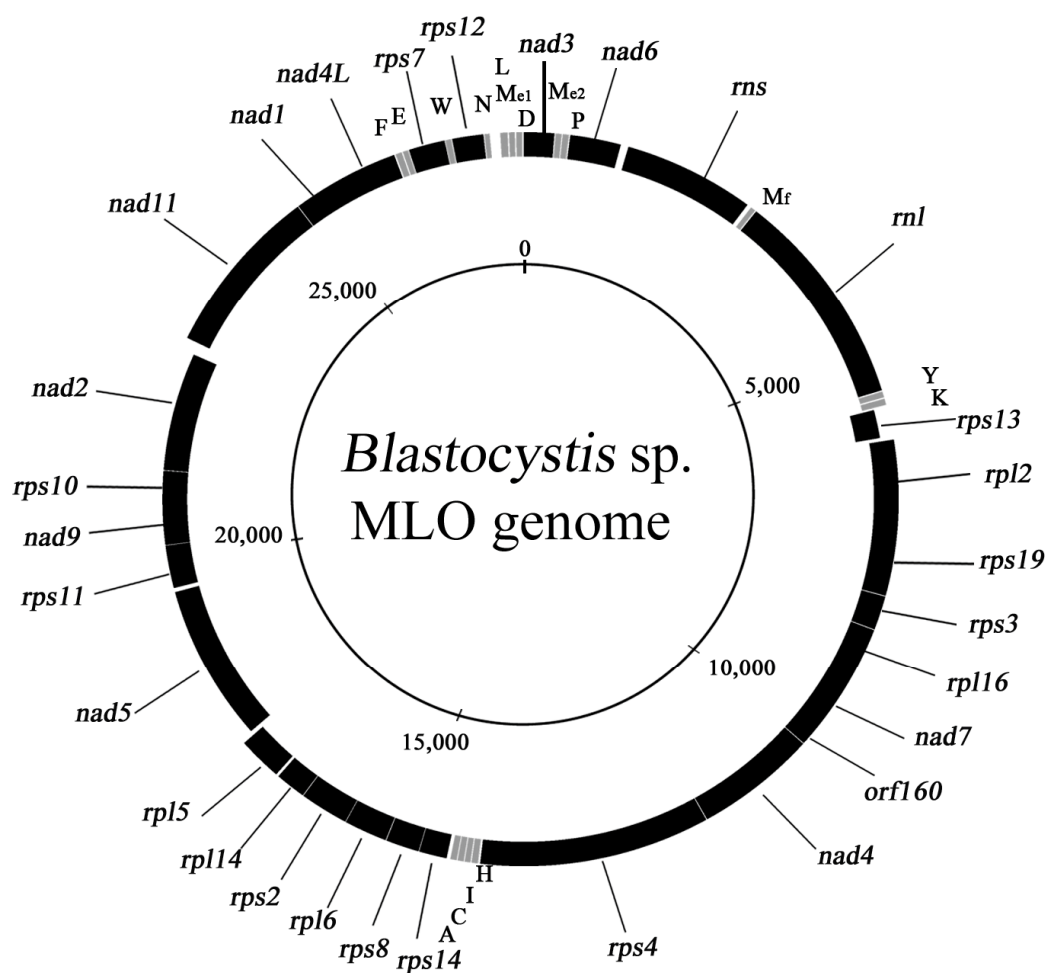 rps12
nad3
rps7
L
nad6
nad4L
W
N
Me1
Me2
rns
F
E
D
P
nad1
Mf
nad11
rnl
0
25,000
nad2
5,000
Y
K
rps13
Blastocystis sp.
MLO genome
rpl2
rps10
nad9
20,000
rps19
rps11
rps3
10,000
rpl16
nad5
15,000
nad7
orf160
rpl5
nad4
rpl14
rps2
H
rpl6
I
C
A
rps8
rps14
rps4